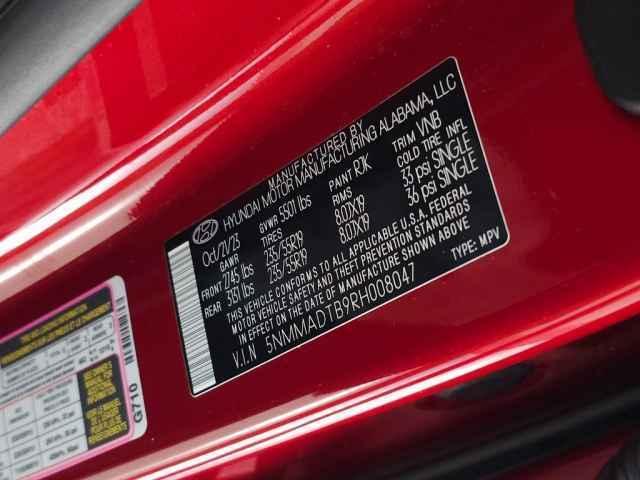 MANUFACTURED BY
HYUNDAI MOTOR MANUFACTURING ALABAMA, LLC
Oct/21/23 GVWR 5501 lbs PAINT R3K TRIM VNB
GAWR TIRES RIMS COLD TIRE INFL
FRONT 2745 lbs 235/55R19 8.0JX19 33 psi SINGLE
REAR 3137 lbs 235/55R19 8.0JX19 36 psi SINGLE
THIS VEHICLE CONFORMS TO ALL APPLICABLE U.S.A. FEDERAL
MOTOR VEHICLE SAFETY AND THEFT PREVENTION STANDARDS
IN EFFECT ON THE DATE OF MANUFACTURE SHOWN ABOVE
V.I.N 5NMMADTB9RH008047 TYPE: MPV
G710